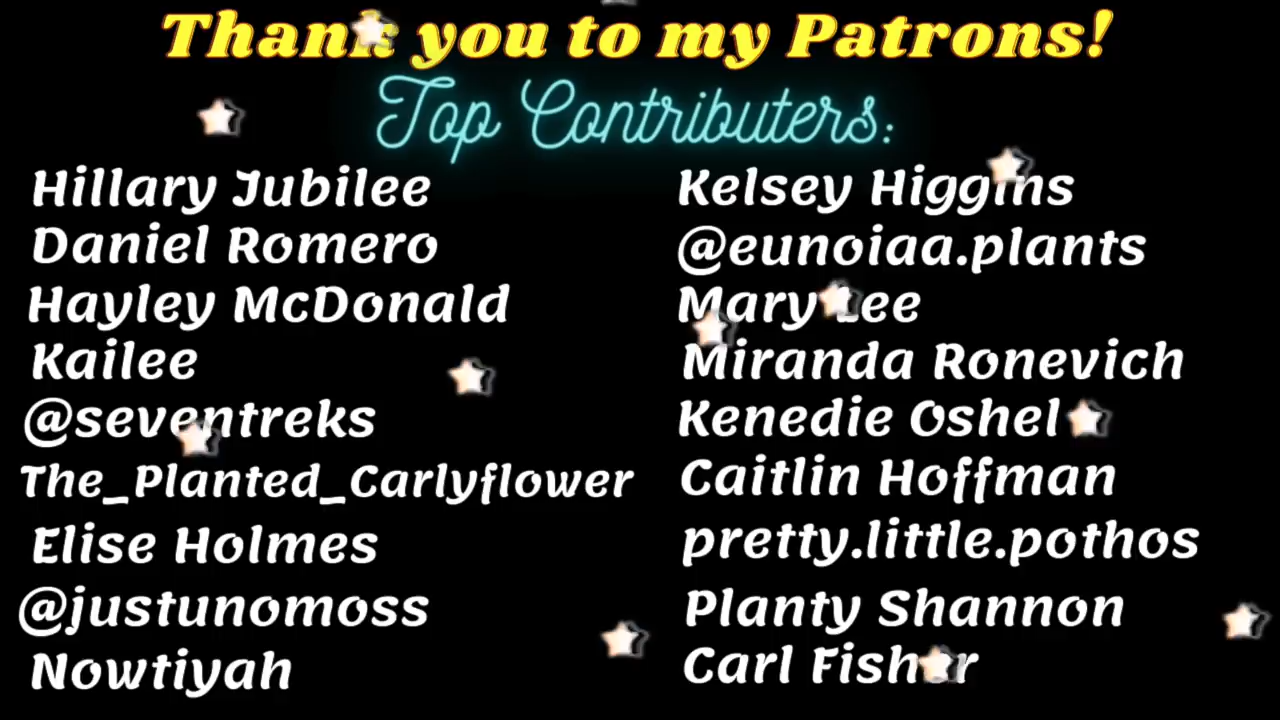 Thank you to my Patrons!
Top Contributers:
Hillary Jubilee
Daniel Romero
Hayley McDonald
Kailee
@seventreks
The_Planted_Carlyflower
Elise Holmes
@justunomoss
Nowtiyah
Kelsey Higgins
@eunoiaa.plants
Mary Lee
Miranda Ronevich
Kenedie Oshel
Caitlin Hoffman
pretty.little.pothos
Planty Shannon
Carl Fisher